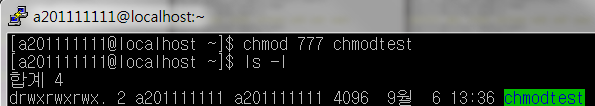 a201111111@localhost:~
[a201111111@localhost ~]$ chmod 777 chmodtest
[a201111111@localhost ~]$ ls -l
합계 4
drwxrwxrwx. 2 a201111111 a201111111 4096  9월  6 13:36 chmodtest